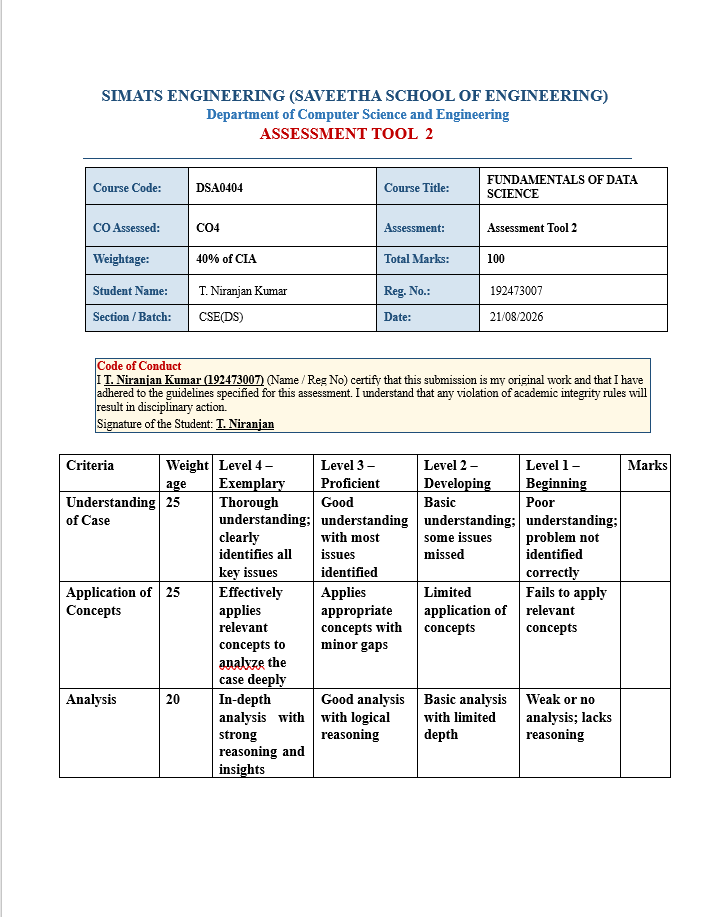 SIMATS ENGINEERING (SAVEETHA SCHOOL OF ENGINEERING)
Department of Computer Science and Engineering
ASSESSMENT TOOL 2
Course Code: DSA0404 Course Title: FUNDAMENTALS OF DATA
SCIENCE
CO Assessed: CO4 Assessment: Assessment Tool 2
Weightage: 40% of CIA Total Marks: 100
Student Name: T. Niranjan Kumar Reg. No.: 192473007
Section / Batch: CSE(DS) Date: 21/08/2026
Code of Conduct
I T. Niranjan Kumar (192473007) (Name / Reg No) certify that this submission is my original work and that I have
adhered to the guidelines specified for this assessment. I understand that any violation of academic integrity rules will
result in disciplinary action.
Signature of the Student: T. Niranjan
Criteria Weight Level 4 – Level 3 – Level 2 – Level 1 – Marks
age Exemplary Proficient Developing Beginning
Understanding 25 Thorough Good Basic Poor
of Case understanding; understanding understanding; understanding;
clearly with most some issues problem not
identifies all issues missed identified
key issues identified correctly
Application of 25 Effectively Applies Limited Fails to apply
Concepts applies appropriate application of relevant
relevant concepts with concepts concepts
concepts to minor gaps
analyze the
case deeply
Analysis 20 In-depth Good analysis Basic analysis Weak or no
analysis with with logical with limited analysis; lacks
strong reasoning depth reasoning
reasoning and
insights